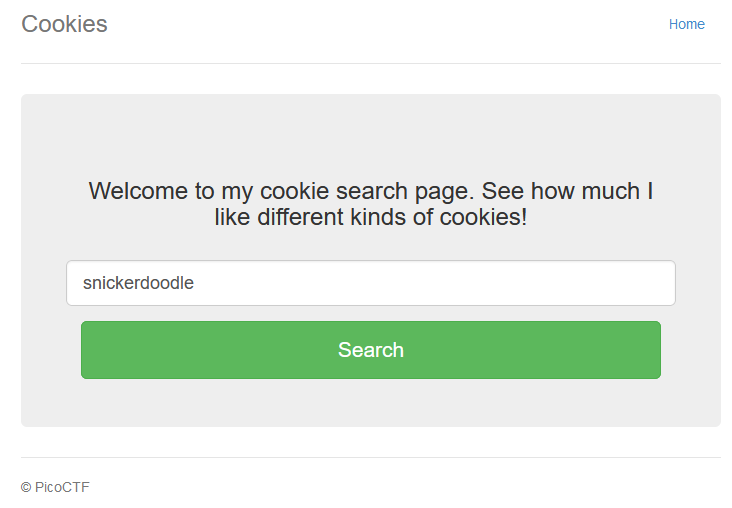 Cookies
Home
Welcome to my cookie search page. See how much I
like different kinds of cookies!
snickerdoodle
Search
© PicoCTF